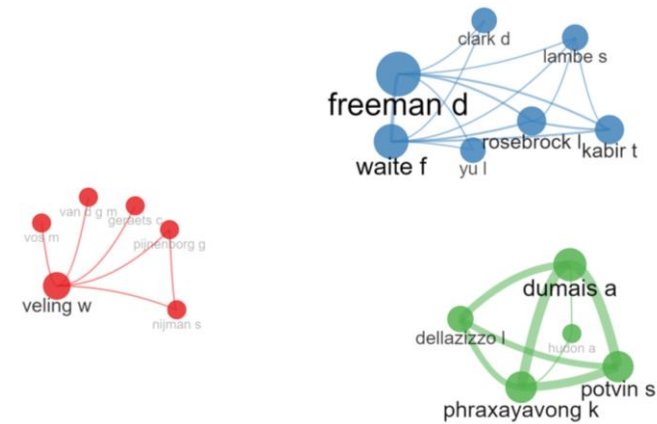 clark d
lambe s
freeman d
rosebrock l
kabir t
waite f
yu l
van d g m
geraets c
vos m
pijnenborg g
veling w
nijman s
dumais a
dellazizzo l
hudon a
potvin s
phraxayavong k